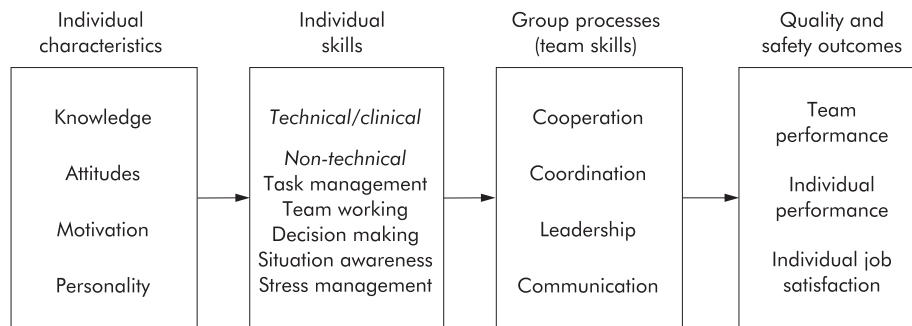 Individual
characteristics
Knowledge
Attitudes
Motivation
Personality
Individual
skills
Technical/clinical
Non-technical
Task management
Team working
Decision making
Situation awareness
Stress management
Group processes
(team skills)
Cooperation
Coordination
Leadership
Communication
Quality and
safety outcomes
Team
performance
Individual
performance
Individual job
satisfaction